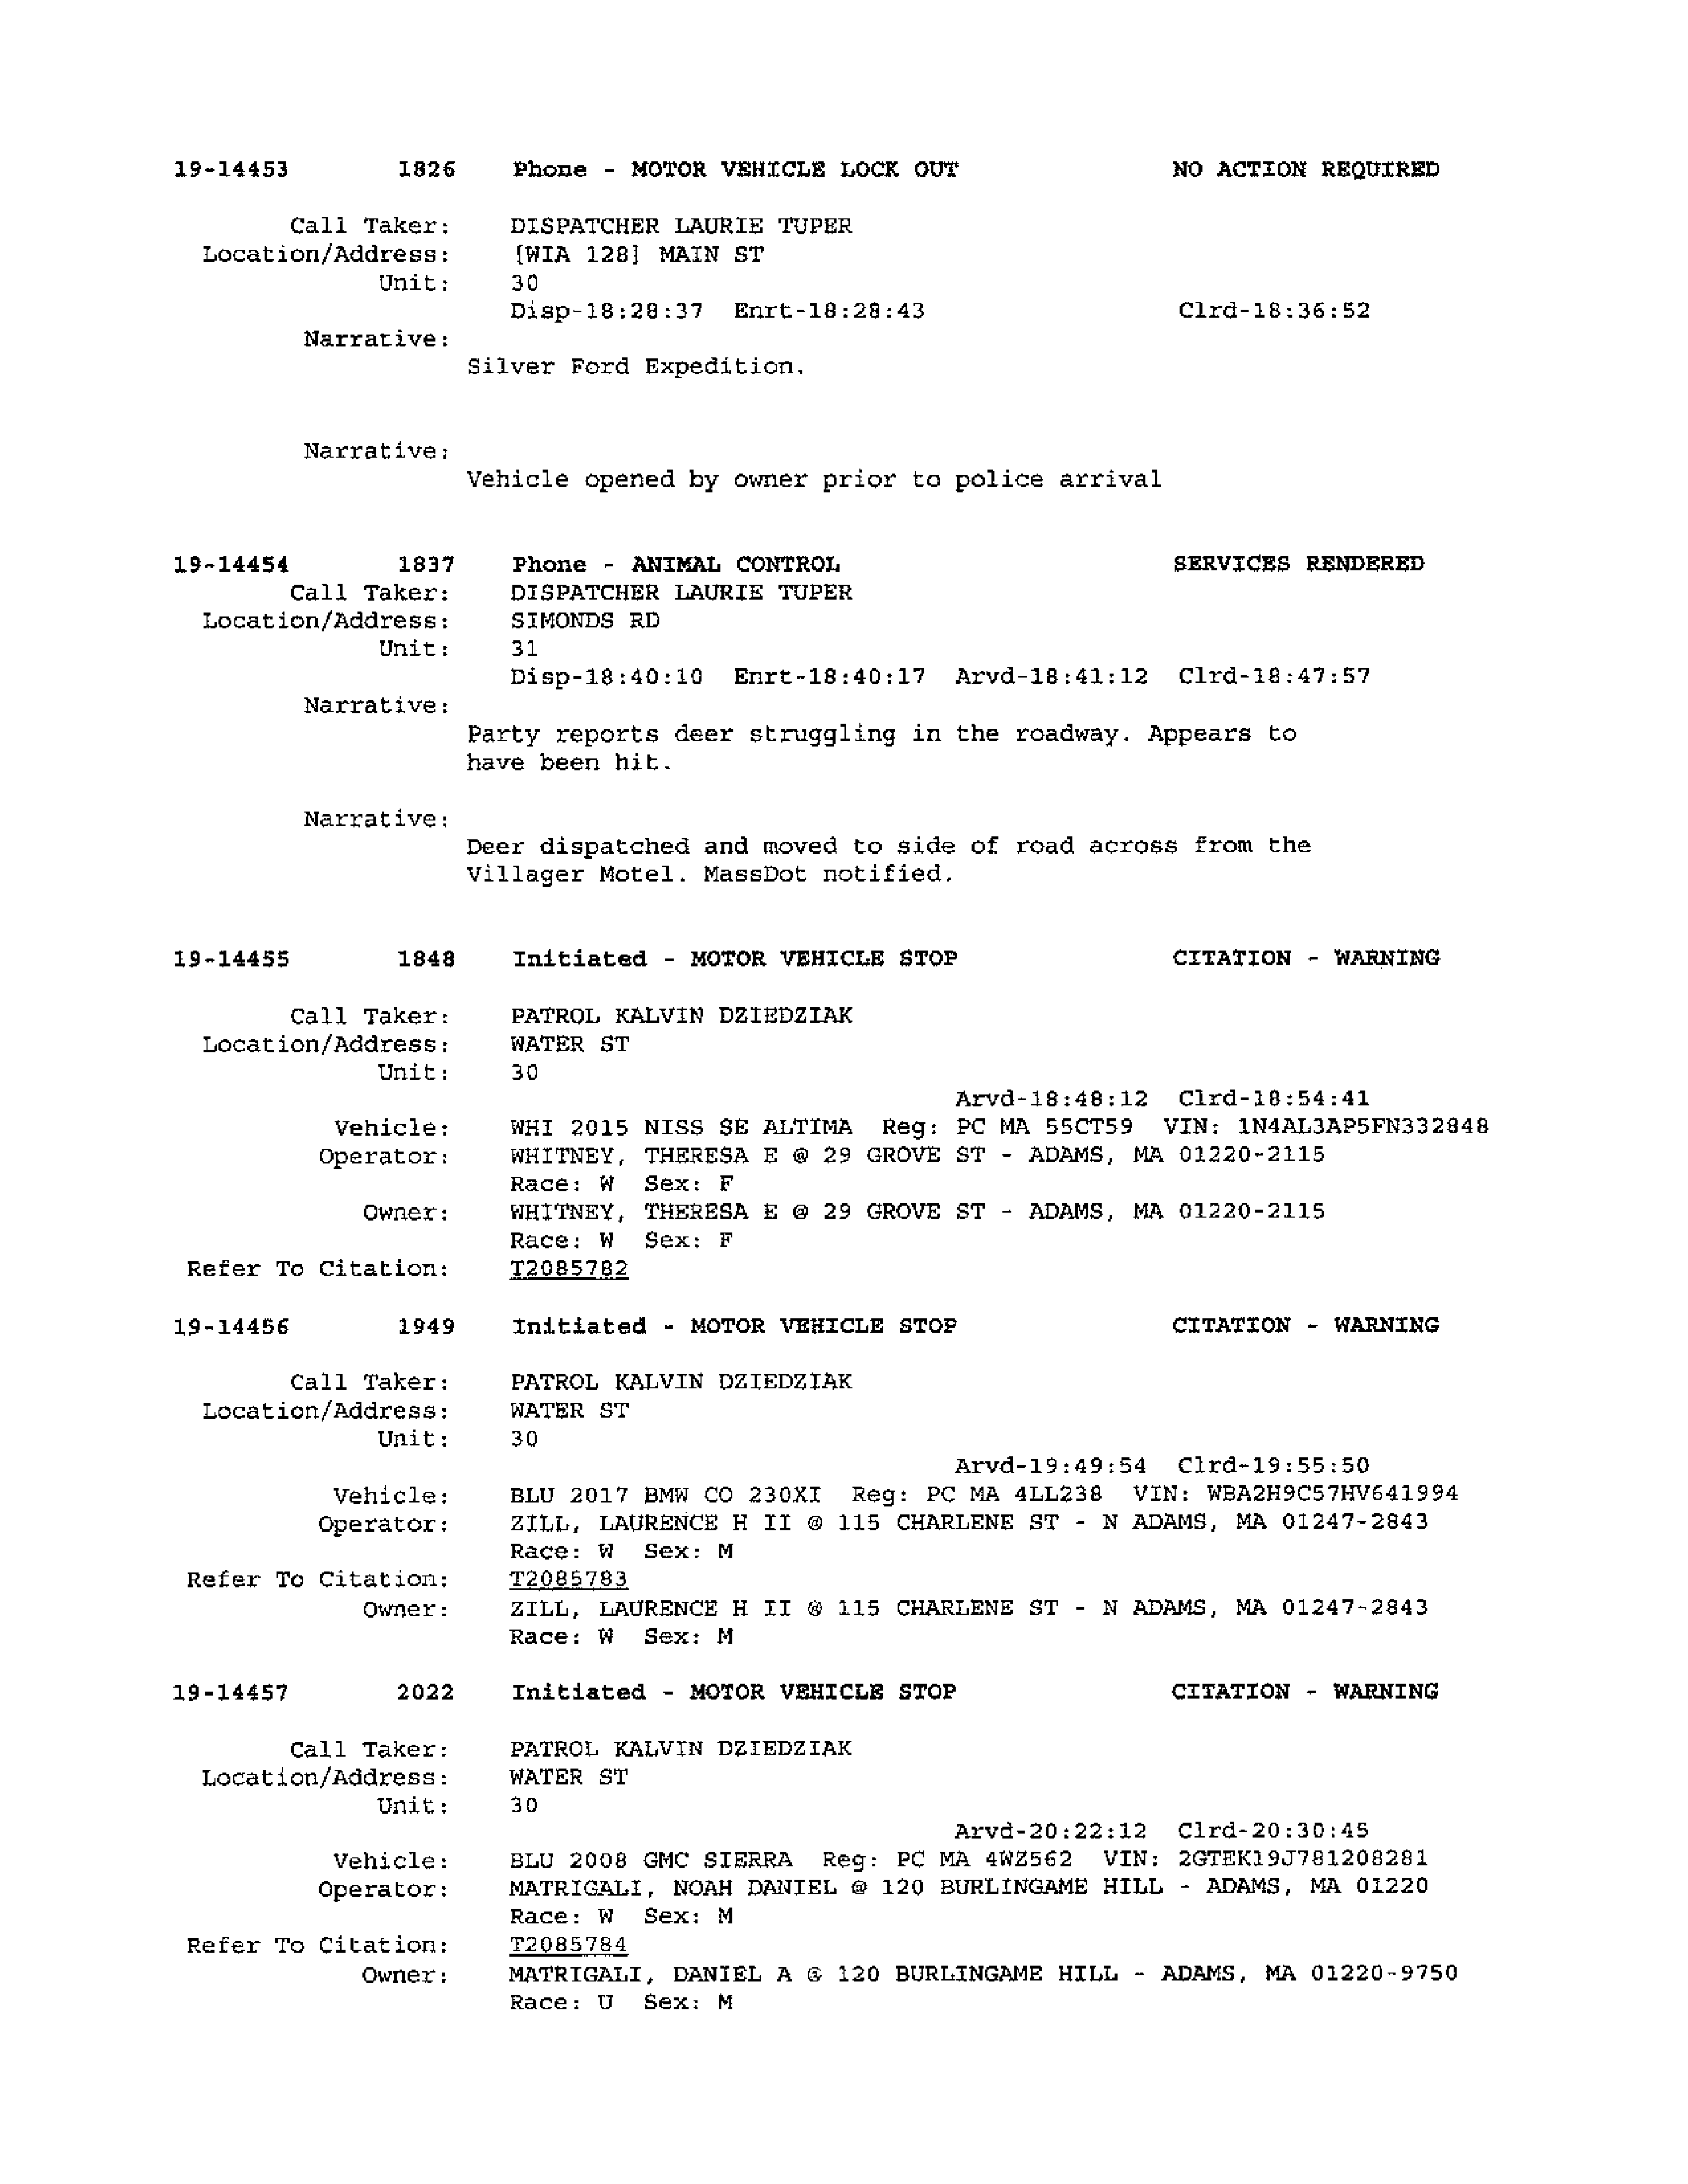 19-14453 1826 Phone - MOTOR VEHICLE LOCK OUT NO ACTION REQUIRED
Call Taker: DISPATCHER LAURIE TUPER
Location/Address: [WIA 128] MAIN ST
Unit: 30
Disp-18:28:37 Enrt-18:28:43 Clrd-18:36:52
Narrative:
Silver Ford Expedition.
Narrative:
Vehicle opened by owner prior to police arrival
19-14454 1837 Phone - ANIMAL CONTROL SERVICES RENDERED
Call Taker: DISPATCHER LAURIE TUPER
Location/Address: SIMONDS RD
Unit: 31
Disp-18:40:10 Enrt-18:40:17 Arvd-18:41:12 Clrd-18:47:57
Narrative:
Party reports deer struggling in the roadway. Appears to
have been hit.
Narrative:
Deer dispatched and moved to side of road across from the
Villager Motel. MassDot notified.
19-14455 1848 Initiated - MOTOR VEHICLE STOP CITATION - WARNING
Call Taker: PATROL KALVIN DZIEDZIAK
Location/Address: WATER ST
Unit: 30
Arvd-18:48:12 Clrd-18:54:41
Vehicle: WHI 2015 NISS SE ALTIMA Reg: PC MA 55CT59 VIN: 1N4AL3AP5FN332848
Operator: WHITNEY, THERESA E @ 29 GROVE ST - ADAMS, MA 01220-2115
Race: W Sex: F
Owner: WHITNEY, THERESA E @ 29 GROVE ST - ADAMS, MA 01220-2115
Race: W Sex: F
Refer To Citation: T2085782
19-14456 1949 Initiated - MOTOR VEHICLE STOP CITATION - WARNING
Call Taker: PATROL KALVIN DZIEDZIAK
Location/Address: WATER ST
Unit: 30
Arvd-19:49:54 Clrd-19:55:50
Vehicle: BLU 2017 BMW CO 230XI Reg: PC MA 4LL238 VIN: WBA2H9C57HV641994
Operator: ZILL, LAURENCE H II @ 115 CHARLENE ST - N ADAMS, MA 01247-2843
Race: W Sex: M
Refer To Citation: T2085783
Owner: ZILL, LAURENCE H II @ 115 CHARLENE ST - N ADAMS, MA 01247-2843
Race: W Sex: M
19-14457 2022 Initiated - MOTOR VEHICLE STOP CITATION - WARNING
Call Taker: PATROL KALVIN DZIEDZIAK
Location/Address: WATER ST
Unit: 30
Arvd-20:22:12 Clrd-20:30:45
Vehicle: BLU 2008 GMC SIERRA Reg: PC MA 4WZ562 VIN: 2GTEK19J781208281
Operator: MATRIGALI, NOAH DANIEL @ 120 BURLINGAME HILL - ADAMS, MA 01220
Race: W Sex: M
Refer To Citation: T2085784
Owner: MATRIGALI, DANIEL A @ 120 BURLINGAME HILL - ADAMS, MA 01220-9750
Race: U Sex: M